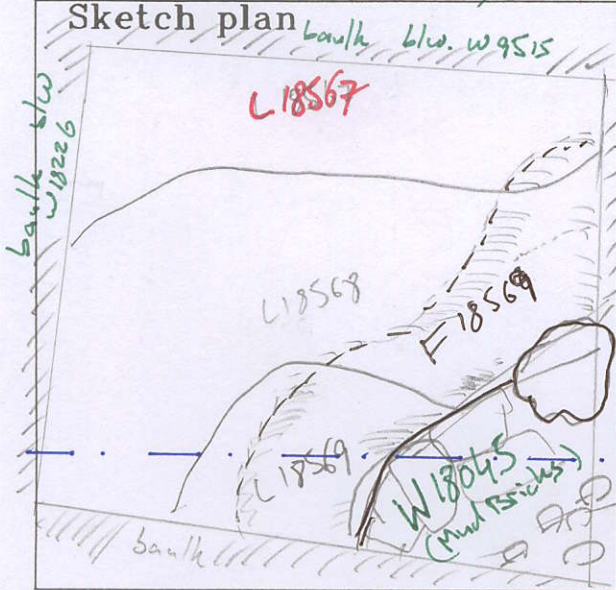 Sketch plan
baulk b/w. W9515
L18567
baulk b/w
W18226
L18568
F18569
L18569
W18045
(Mud Bricks)
baulk